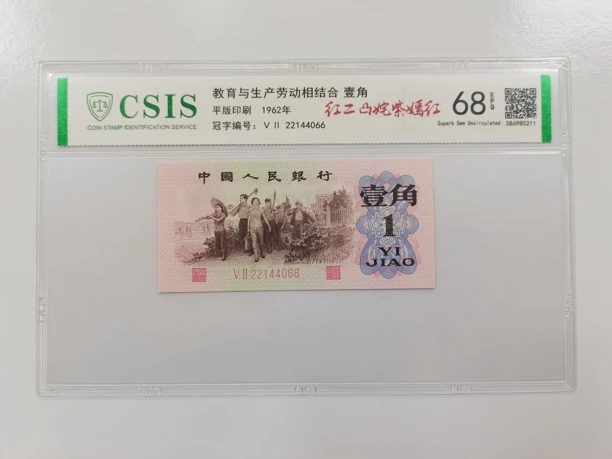 CSIS
COIN STAMP IDENTIFICATION SERVICE
教育与生产劳动相结合 壹角
平版印刷 1962年
冠字编号：V II 22144066
红二凸婉紫嫣红
68 EPQ
Superb Gem Uncirculated
386980211
中國人民銀行
壹角
1
YI
JIAO
V II 22144066